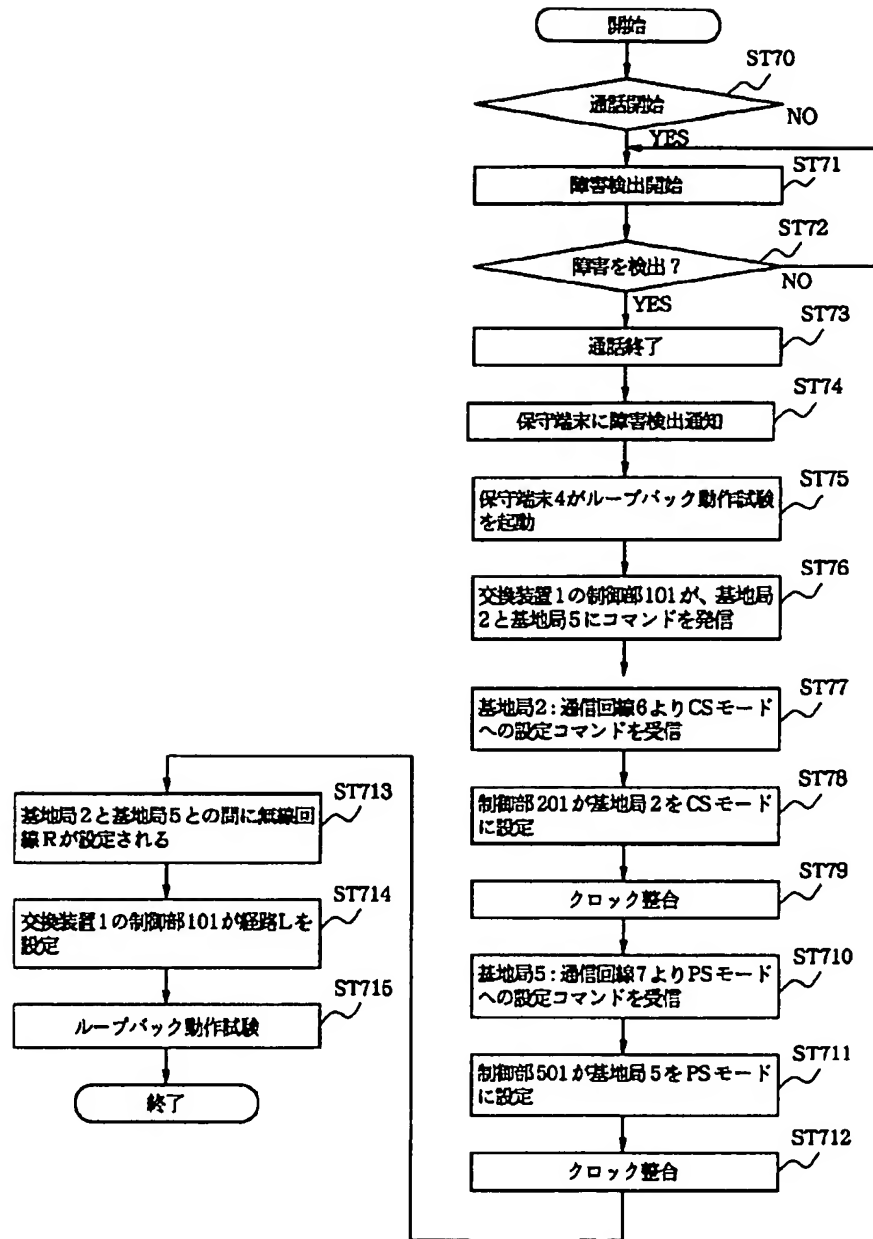 開始
ST70
通話開始
NO
YES
ST71
障害検出開始
ST72
障害を検出？
NO
YES
ST73
通話終了
ST74
保守端末に障害検出通知
ST75
保守端末4がループバック動作試験
を起動
ST76
交換装置1の制御部101が、基地局
2と基地局5にコマンドを発信
ST77
基地局2：通信回線6よりCSモード
への設定コマンドを受信
ST78
制御部201が基地局2をCSモード
に設定
ST79
クロック整合
ST710
基地局5：通信回線7よりPSモード
への設定コマンドを受信
ST711
制御部501が基地局5をPSモード
に設定
ST712
クロック整合
ST713
基地局2と基地局5との間に無線回
線Rが設定される
ST714
交換装置1の制御部101が経路Lを
設定
ST715
ループバック動作試験
終了